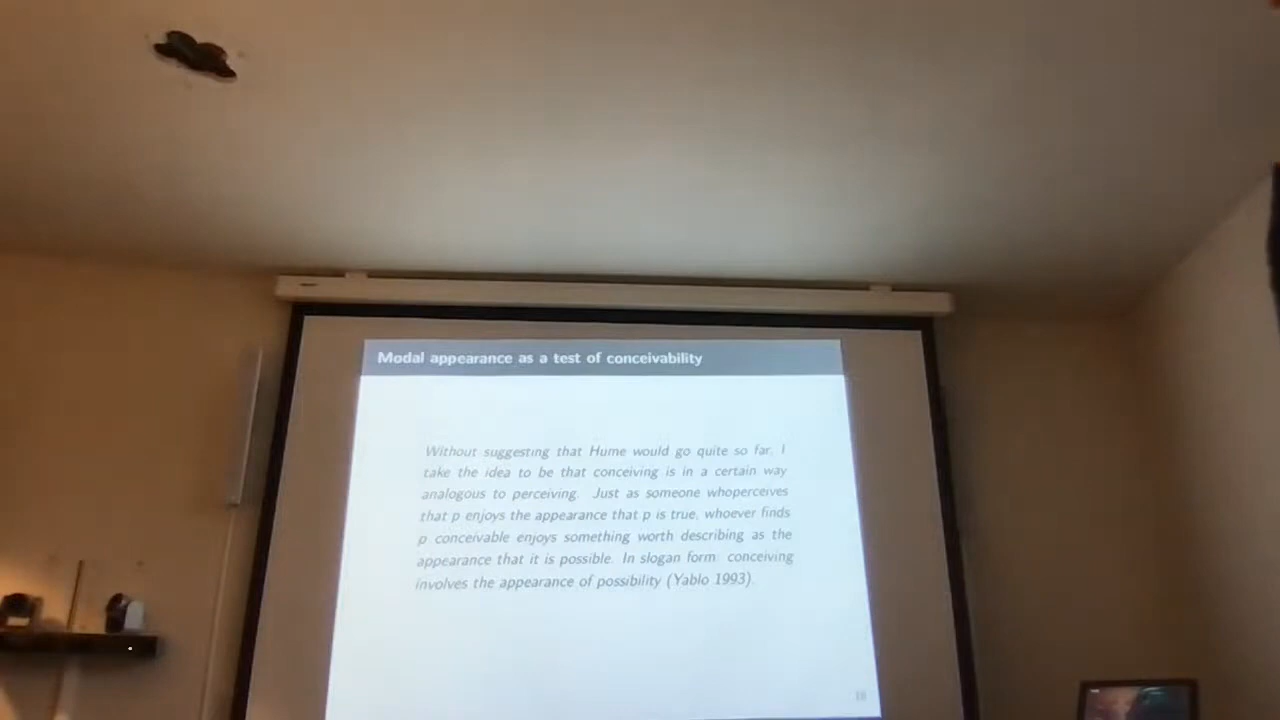 Modal appearance as a test of conceivability
Without suggesting that Hume would go quite so far, I
take the idea to be that conceiving is in a certain way
analogous to perceiving. Just as someone whoperceives
that p enjoys the appearance that p is true, whoever finds
p conceivable enjoys something worth describing as the
appearance that it is possible. In slogan form: conceiving
involves the appearance of possibility (Yablo 1993).